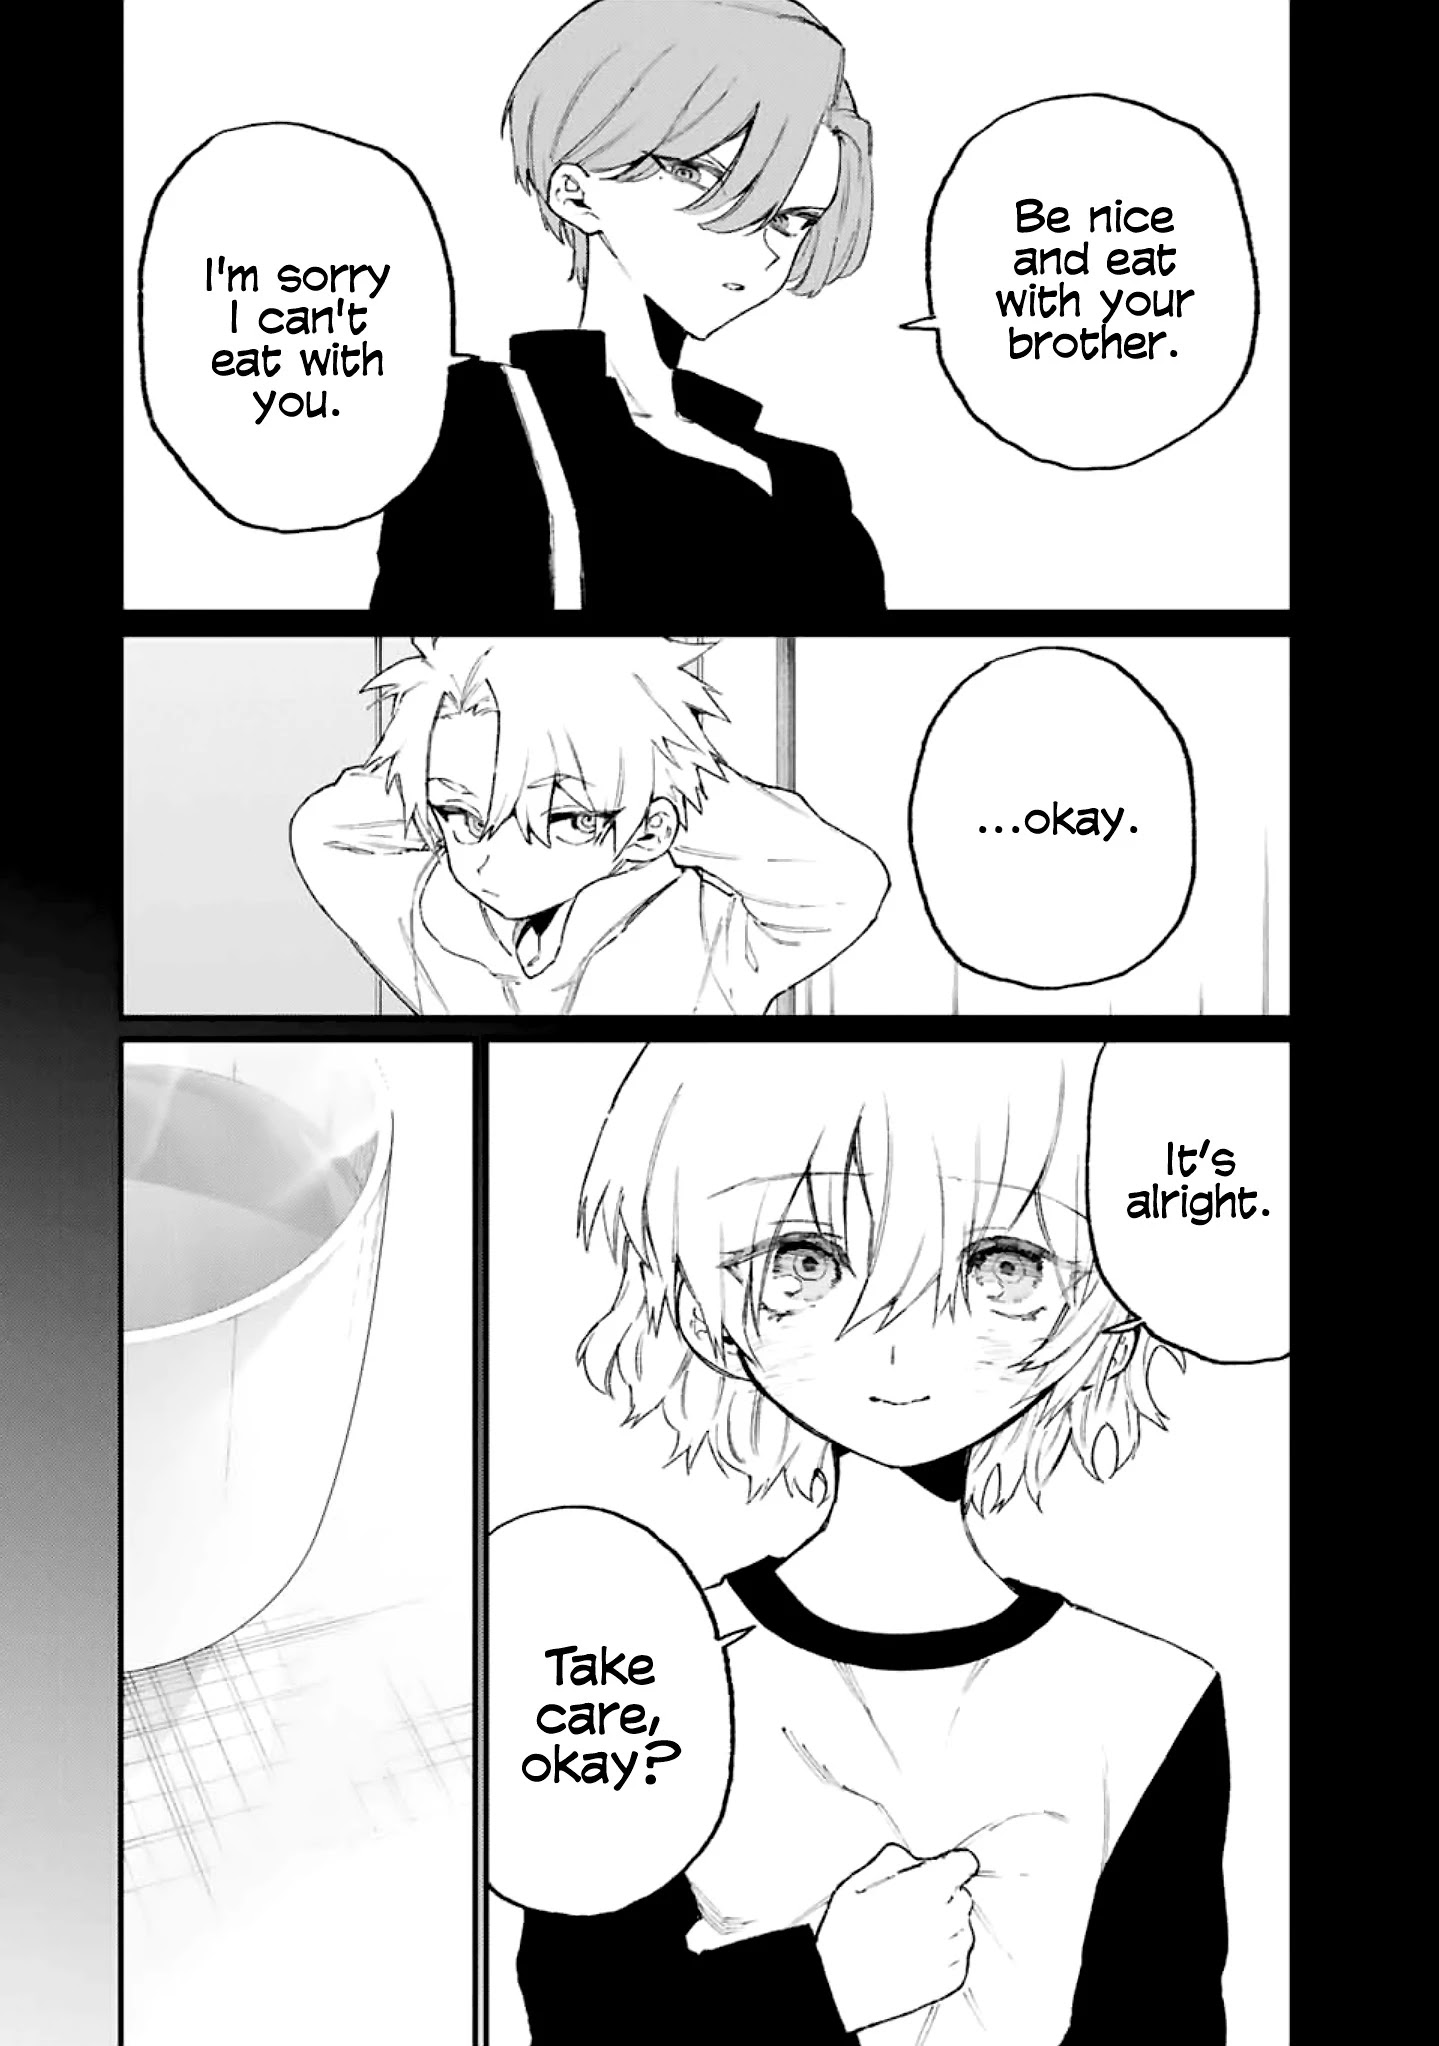 Be nice
and eat
with your
brother.
I'm sorry
I can't
eat with
you.
...okay.
It's
alright.
Take
care,
okay?